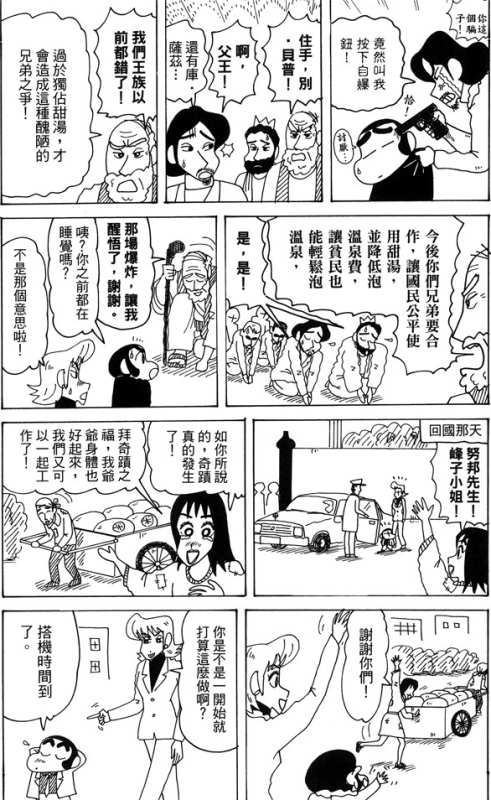 你這
個騙
子！
竟然叫我
按下自爆
鈕！
恰！
討厭…
住手，別
．貝普！
啊，
父王！
還有庫．
薩茲…
我們王族以
前都錯了！
過於獨佔甜湯，才
會造成這種醜陋的
兄弟之爭！
今後你們兄弟要合
作，讓國民公平使
用甜湯，
並降低泡
溫泉費，
讓貧民也
能輕鬆泡
溫泉，
是，是！
那場爆炸，讓我
醒悟了，謝謝。
咦？你之前都在
睡覺嗎？
不是那個意思啦！
回國那天
努邦先生！
峰子小姐！
如你所說
的，奇蹟
真的發生
了！
拜奇蹟之
福，我爺
爺身體也
好起來，
我們又可
以一起工
作了！
謝謝你們！
你是不是一開始就
打算這麼做啊？
搭機時間到
了。